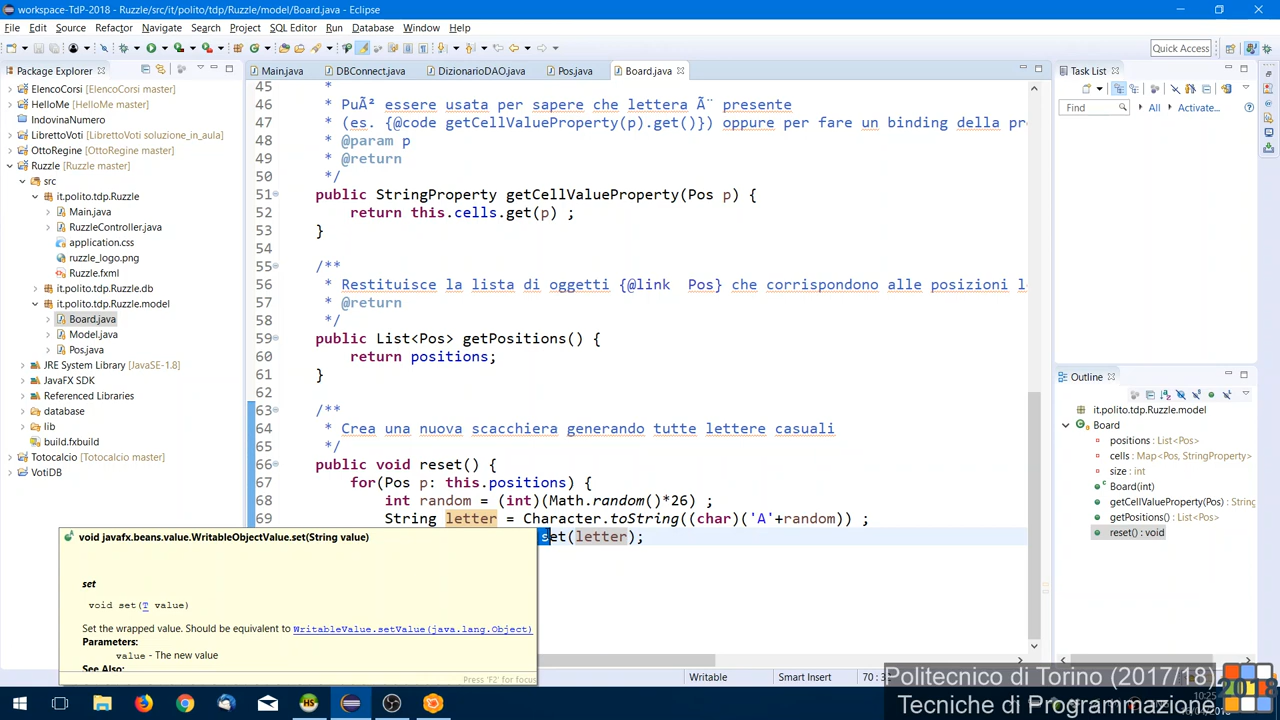 workspace-TdP-2018 - Ruzzle/src/it/polito/tdp/Ruzzle/model/Board.java - Eclipse
File Edit Source Refactor Navigate Search Project SQL Editor Run Database Window Help
Quick Access
Package Explorer
Main.java DBConnect.java DizionarioDAO.java Pos.java Board.java
Task List
Find All Activate...
ElencoCorsi [ElencoCorsi master]
HelloMe [HelloMe master]
IndovinaNumero
LibrettoVoti [LibrettoVoti soluzione_in_aula]
OttoRegine [OttoRegine master]
Ruzzle [Ruzzle master]
src
it.polito.tdp.Ruzzle
Main.java
RuzzleController.java
application.css
ruzzle_logo.png
Ruzzle.fxml
it.polito.tdp.Ruzzle.db
it.polito.tdp.Ruzzle.model
Board.java
Model.java
Pos.java
JRE System Library [JavaSE-1.8]
JavaFX SDK
Referenced Libraries
database
lib
build.fxbuild
Totocalcio [Totocalcio master]
VotiDB
45 *
46 * PuÃ² essere usata per sapere che lettera Ã¨ presente
47 * (es. {@code getCellValueProperty(p).get()}) oppure per fare un binding della pr
48 * @param p
49 * @return
50 */
51 public StringProperty getCellValueProperty(Pos p) {
52 return this.cells.get(p) ;
53 }
54
55 /**
56 * Restituisce la lista di oggetti {@link Pos} che corrispondono alle posizioni l
57 * @return
58 */
59 public List<Pos> getPositions() {
60 return positions;
61 }
62
63 /**
64 * Crea una nuova scacchiera generando tutte lettere casuali
65 */
66 public void reset() {
67 for(Pos p: this.positions) {
68 int random = (int)(Math.random()*26) ;
69 String letter = Character.toString((char)('A'+random)) ;
set(letter);
void javafx.beans.value.WritableObjectValue.set(String value)
set
void set(T value)
Set the wrapped value. Should be equivalent to WritableValue.setValue(java.lang.Object)
Parameters:
value - The new value
See Also:
Press 'F2' for focus
Outline
it.polito.tdp.Ruzzle.model
Board
positions : List<Pos>
cells : Map<Pos, StringProperty>
size : int
Board(int)
getCellValueProperty(Pos) : String
getPositions() : List<Pos>
reset() : void
Writable Smart Insert 70 : 3
Politecnico di Torino (2017/18)
Tecniche di Programmazione
2018
10:25